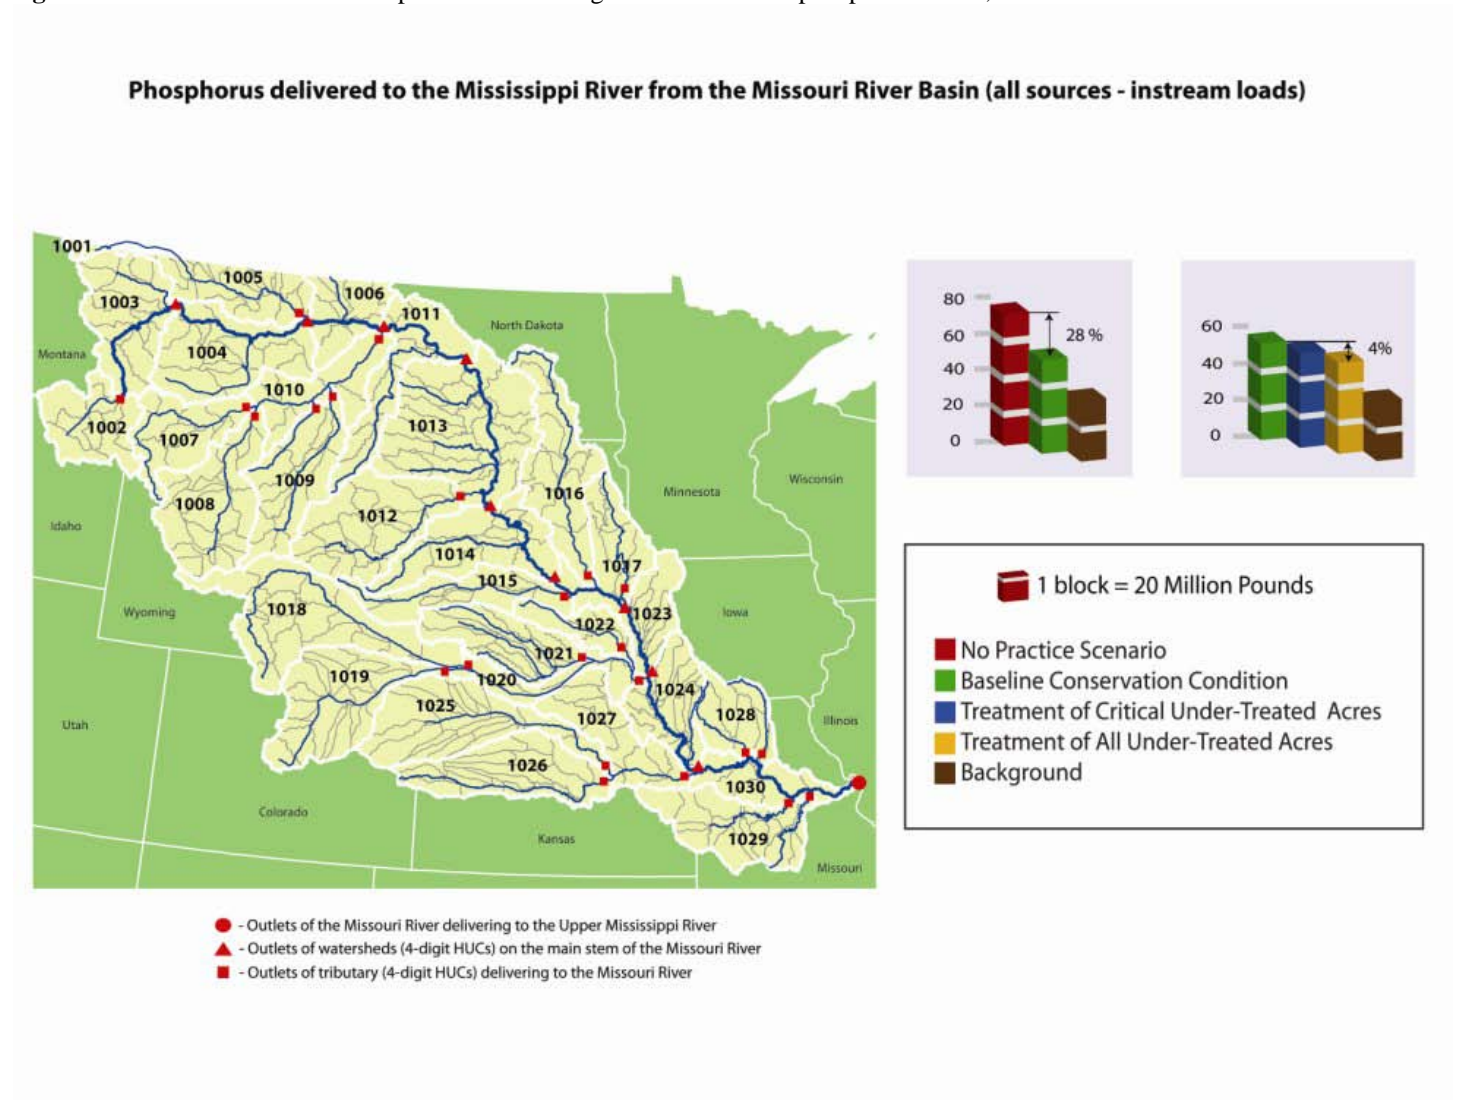 Phosphorus delivered to the Mississippi River from the Missouri River Basin (all sources - instream loads)
1001
1005
1003
1006
1011
North Dakota
Montana
1004
1010
1002
1007
1013
1009
1008
1016
1012
Minnesota
Wisconsin
Idaho
1014
1017
1015
Wyoming
1018
1023
Iowa
1022
1021
1019
1020
1024
1025
1027
1028
Utah
Illinois
1026
1030
Colorado
Kansas
1029
Missouri
80
60
40
20
0
28 %
60
40
20
0
4%
1 block = 20 Million Pounds
No Practice Scenario
Baseline Conservation Condition
Treatment of Critical Under-Treated Acres
Treatment of All Under-Treated Acres
Background
- Outlets of the Missouri River delivering to the Upper Mississippi River
- Outlets of watersheds (4-digit HUCs) on the main stem of the Missouri River
- Outlets of tributary (4-digit HUCs) delivering to the Missouri River